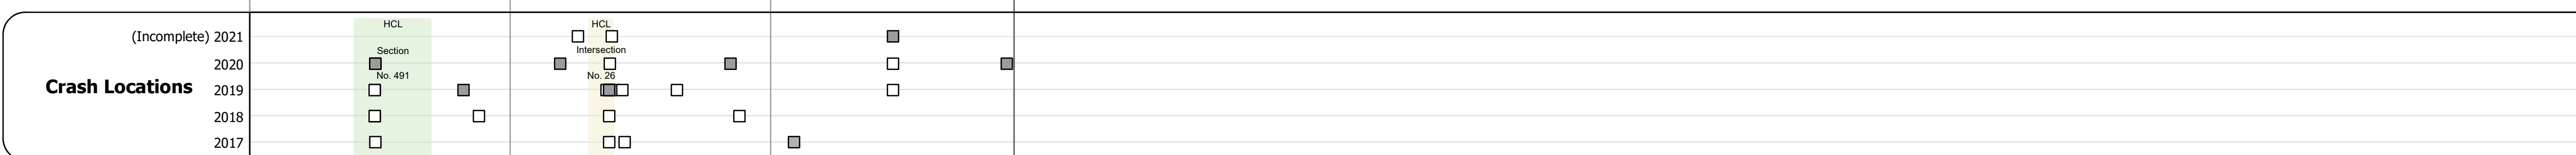 HCL
HCL
(Incomplete) 2021
Section
Intersection
2020
No. 491
No. 26
Crash Locations
2019
2018
2017